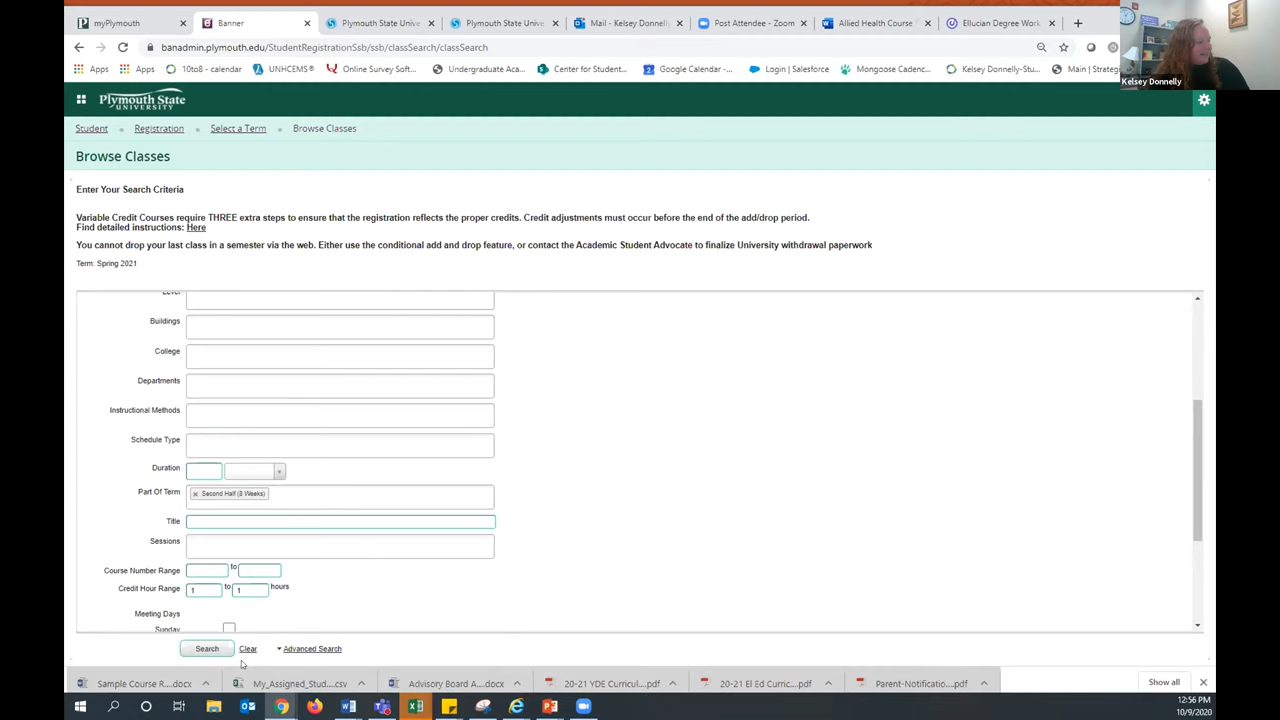 myPlymouth
Banner
Plymouth State Unive
Plymouth State Unive
Mail - Kelsey Donnelly
Post Attendee - Zoom
Allied Health Course
Ellucian Degree Work
banadmin.plymouth.edu/StudentRegistrationSsb/ssb/classSearch/classSearch
Apps
Apps
10to8 - calendar
UNHCEMS®
Online Survey Soft...
Undergraduate Aca...
Center for Student...
Google Calendar -...
Login | Salesforce
Mongoose Cadenc...
Kelsey Donnelly-Stu...
Main | Strateg
Kelsey Donnelly
Plymouth State
UNIVERSITY
Student
Registration
Select a Term
Browse Classes
Browse Classes
Enter Your Search Criteria
Variable Credit Courses require THREE extra steps to ensure that the registration reflects the proper credits. Credit adjustments must occur before the end of the add/drop period.
Find detailed instructions: Here
You cannot drop your last class in a semester via the web. Either use the conditional add and drop feature, or contact the Academic Student Advocate to finalize University withdrawal paperwork
Term: Spring 2021
Level
Buildings
College
Departments
Instructional Methods
Schedule Type
Duration
Part Of Term
Second Half (8 Weeks)
Title
Sessions
Course Number Range
to
Credit Hour Range
1 to 1 hours
Meeting Days
Sunday
Search
Clear
Advanced Search
Sample Course R....docx
My_Assigned_Stud....csv
Advisory Board A....docx
20-21 YDE Curricul....pdf
20-21 El Ed Curric....pdf
Parent-Notificatio....pdf
Show all
12:56 PM
10/9/2020